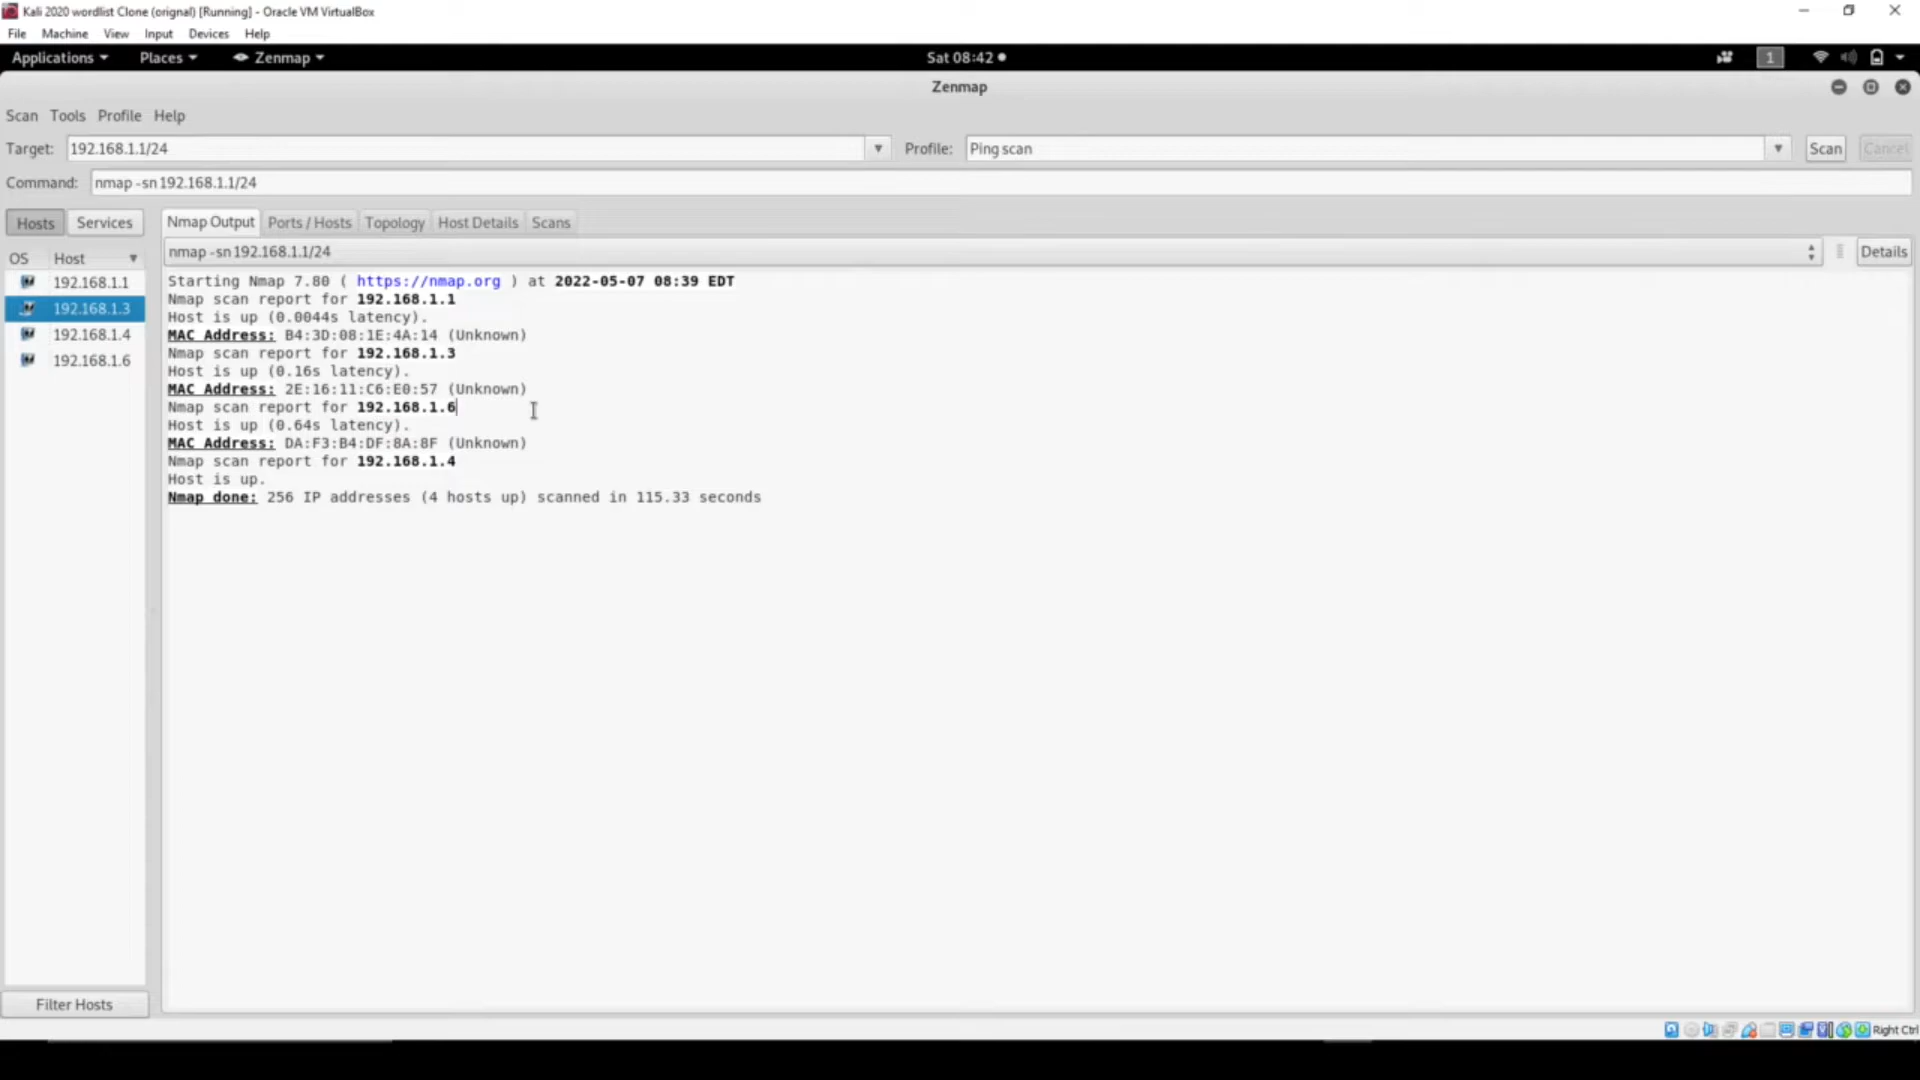 Kali 2020 wordlist Clone (orignal) [Running] - Oracle VM VirtualBox
File Machine View Input Devices Help
Applications Places Zenmap Sat 08:42 1
Zenmap
Scan Tools Profile Help
Target: 192.168.1.1/24 Profile: Ping scan Scan Cancel
Command: nmap -sn 192.168.1.1/24
Hosts Services Nmap Output Ports / Hosts Topology Host Details Scans
nmap -sn 192.168.1.1/24 Details
OS Host
192.168.1.1
192.168.1.3
192.168.1.4
192.168.1.6
Starting Nmap 7.80 ( https://nmap.org ) at 2022-05-07 08:39 EDT
Nmap scan report for 192.168.1.1
Host is up (0.0044s latency).
MAC Address: B4:3D:08:1E:4A:14 (Unknown)
Nmap scan report for 192.168.1.3
Host is up (0.16s latency).
MAC Address: 2E:16:11:C6:E0:57 (Unknown)
Nmap scan report for 192.168.1.6
Host is up (0.64s latency).
MAC Address: DA:F3:B4:DF:8A:8F (Unknown)
Nmap scan report for 192.168.1.4
Host is up.
Nmap done: 256 IP addresses (4 hosts up) scanned in 115.33 seconds
Filter Hosts
Right Ctrl